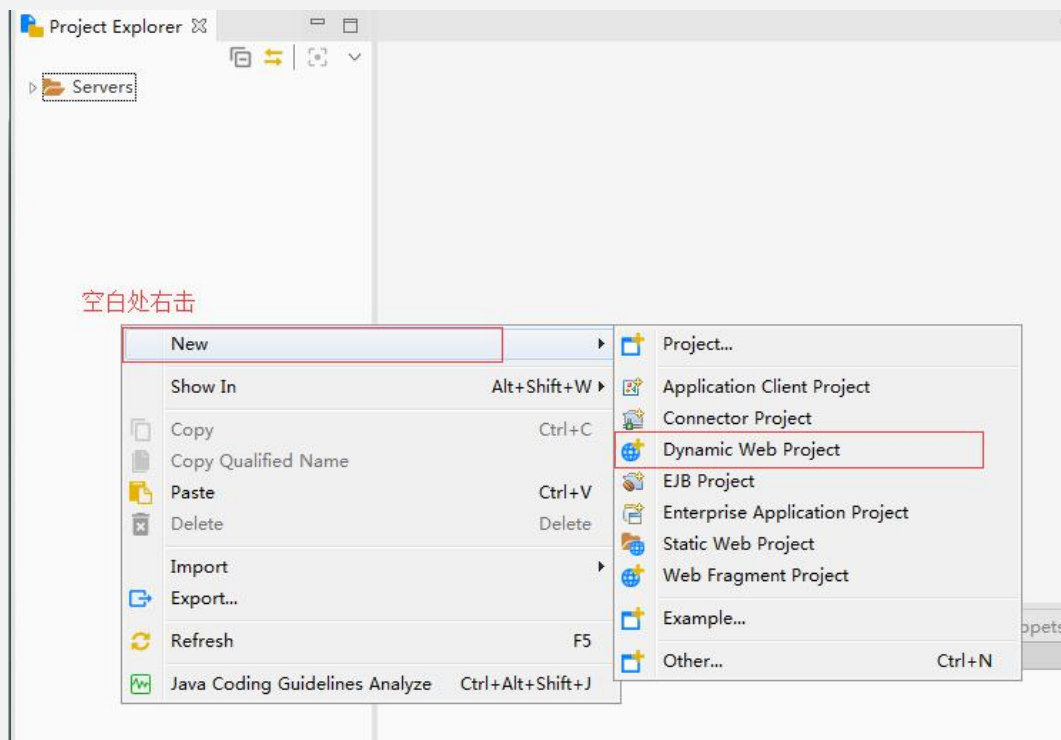 Project Explorer
Servers
空白处右击
New
Show In Alt+Shift+W
Copy Ctrl+C
Copy Qualified Name
Paste Ctrl+V
Delete Delete
Import
Export...
Refresh F5
Java Coding Guidelines Analyze Ctrl+Alt+Shift+J
Project...
Application Client Project
Connector Project
Dynamic Web Project
EJB Project
Enterprise Application Project
Static Web Project
Web Fragment Project
Example...
Other... Ctrl+N